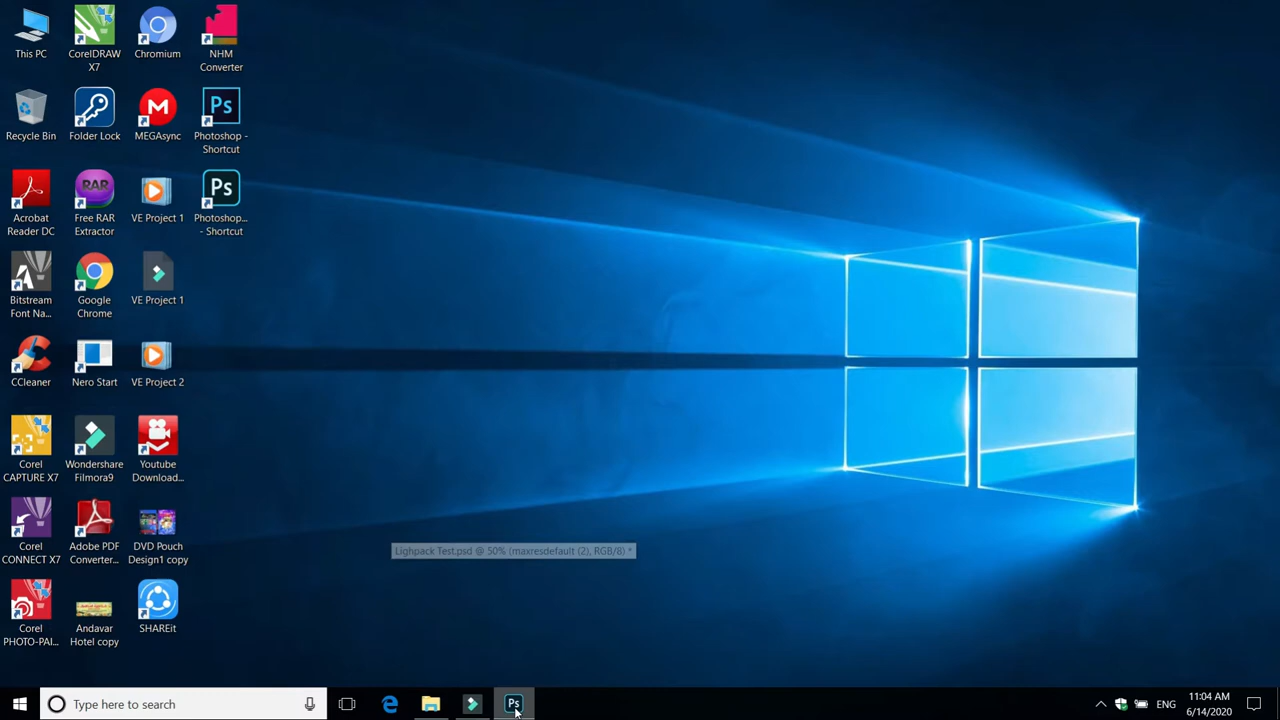 This PC
CorelDRAW
X7
Chromium
NHM
Converter
Recycle Bin
Folder Lock
MEGAsync
Photoshop -
Shortcut
Acrobat
Reader DC
Free RAR
Extractor
VE Project 1
Photoshop...
- Shortcut
Bitstream
Font Na...
Google
Chrome
VE Project 1
CCleaner
Nero Start
VE Project 2
Corel
CAPTURE X7
Wondershare
Filmora9
Youtube
Download...
Corel
CONNECT X7
Adobe PDF
Converter...
DVD Pouch
Design1 copy
Lighpack Test.psd @ 50% (maxresdefault (2), RGB/8) *
Corel
PHOTO-PAI...
Andavar
Hotel copy
SHAREit
Type here to search
ENG
11:04 AM
6/14/2020